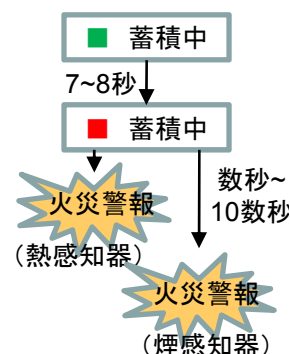 ■ 蓄積中
7~8秒
■ 蓄積中
火災警報
(熱感知器)
数秒~
10数秒
火災警報
(煙感知器)